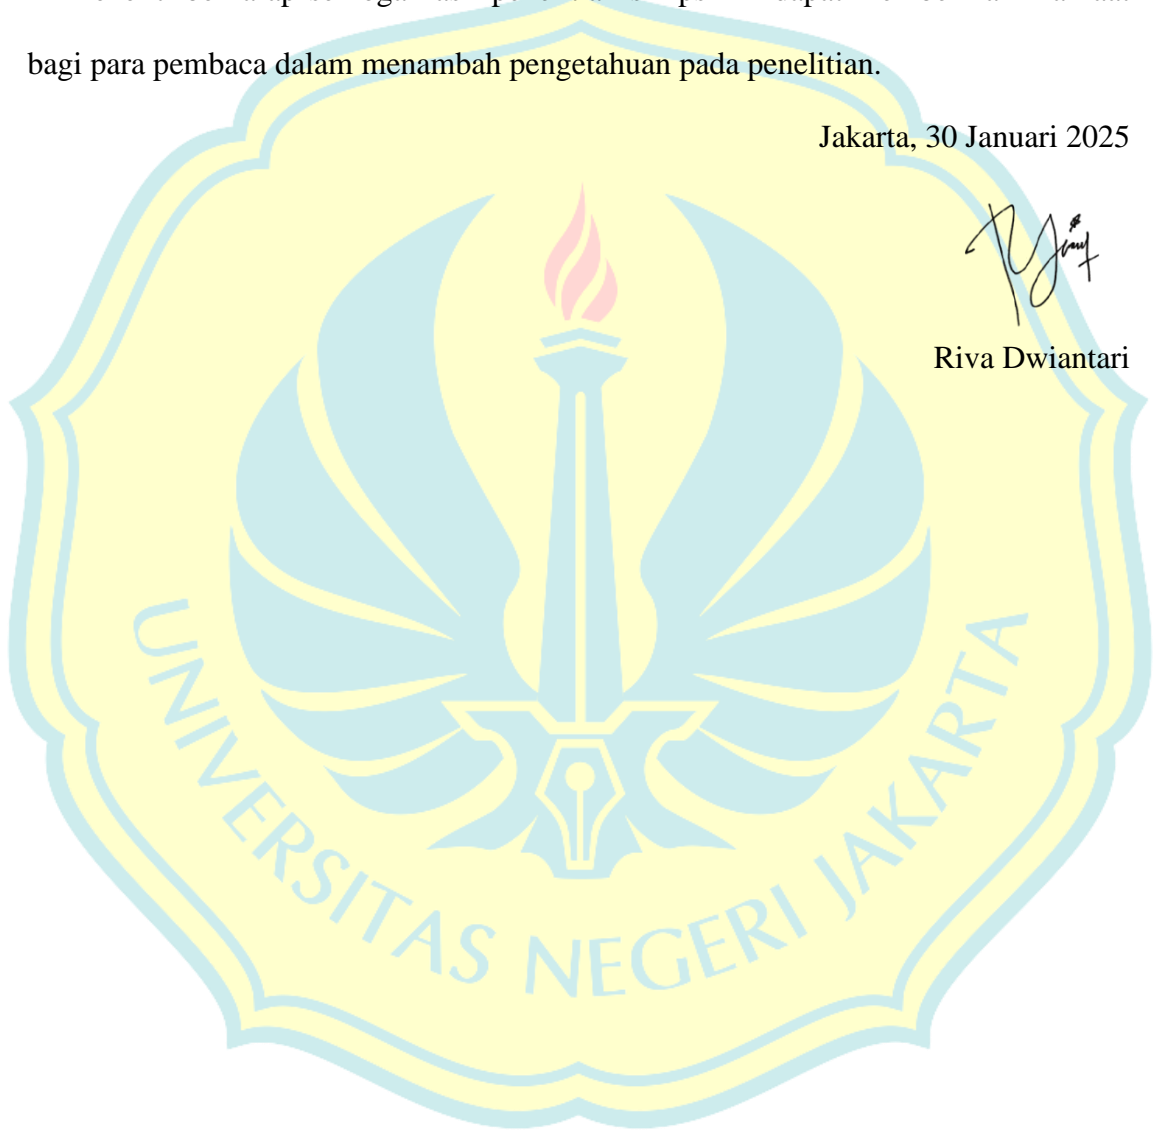 bagi para pembaca dalam menambah pengetahuan pada penelitian.
Jakarta, 30 Januari 2025
Riva Dwiantari
UNIVERSITAS NEGERI JAKARTA